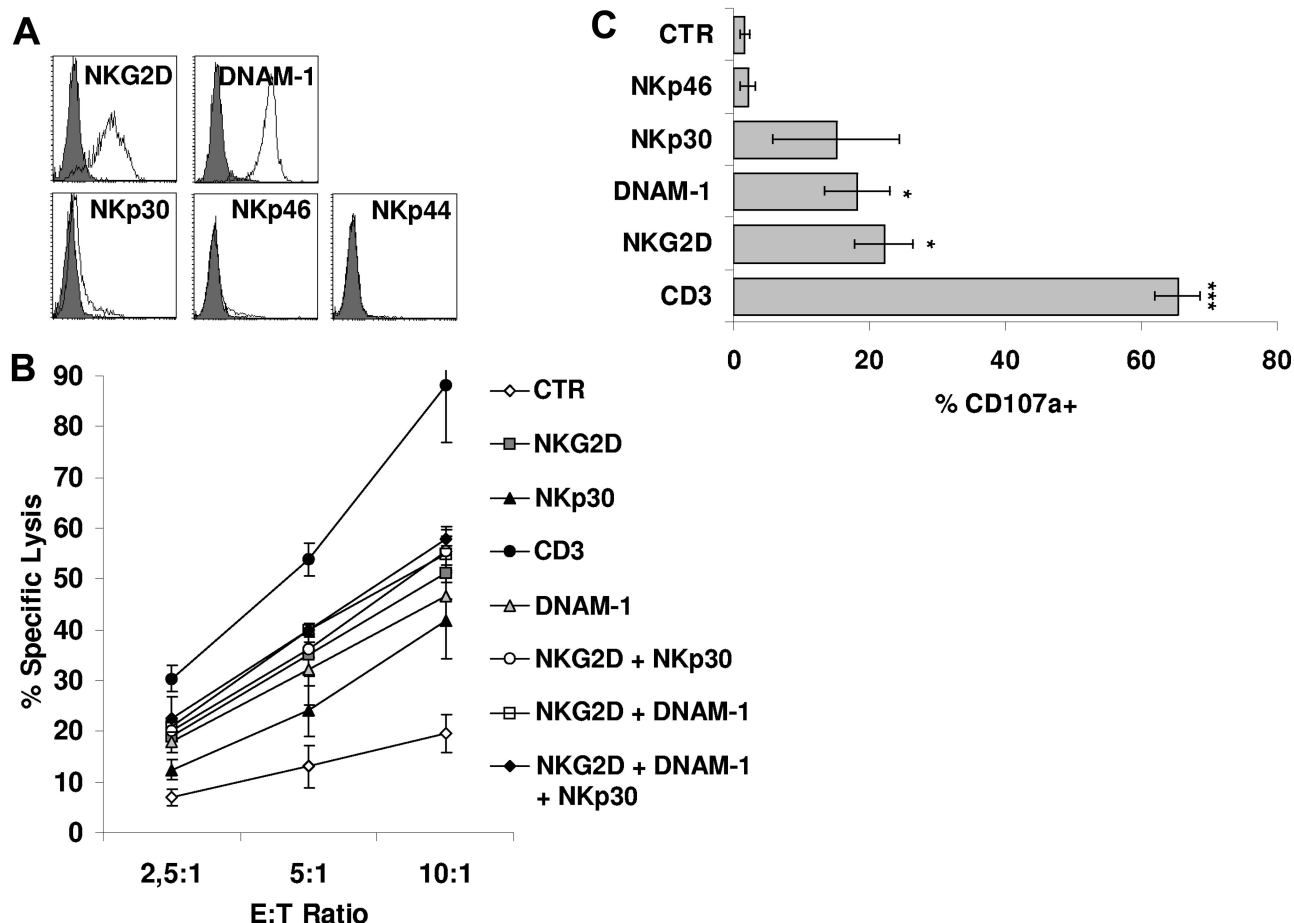 A
NKG2D
DNAM-1
NKp30
NKp46
NKp44
C
CTR
NKp46
NKp30
DNAM-1
NKG2D
CD3
*
*
***
0
20
40
60
80
% CD107a+
B
90
80
70
60
50
40
30
20
10
0
% Specific Lysis
2,5:1
5:1
10:1
E:T Ratio
CTR
NKG2D
NKp30
CD3
DNAM-1
NKG2D + NKp30
NKG2D + DNAM-1
NKG2D + DNAM-1
+ NKp30